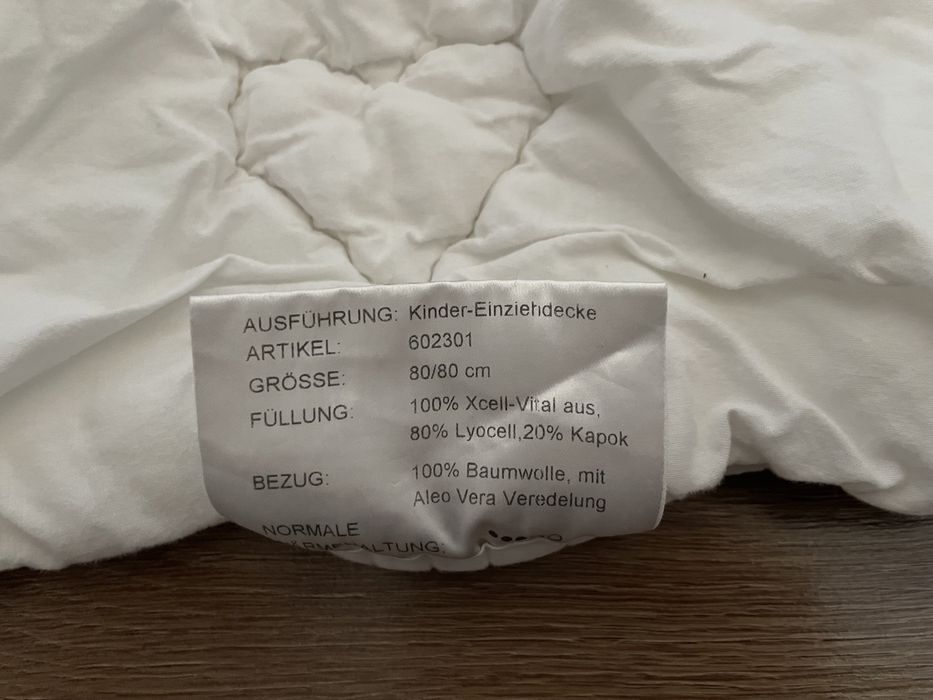 AUSFÜHRUNG: Kinder-Einziehdecke
ARTIKEL: 602301
GRÖSSE: 80/80 cm
FÜLLUNG: 100% Xcell-Vital aus,
80% Lyocell,20% Kapok
BEZUG: 100% Baumwolle, mit
Aleo Vera Veredelung
NORMALE